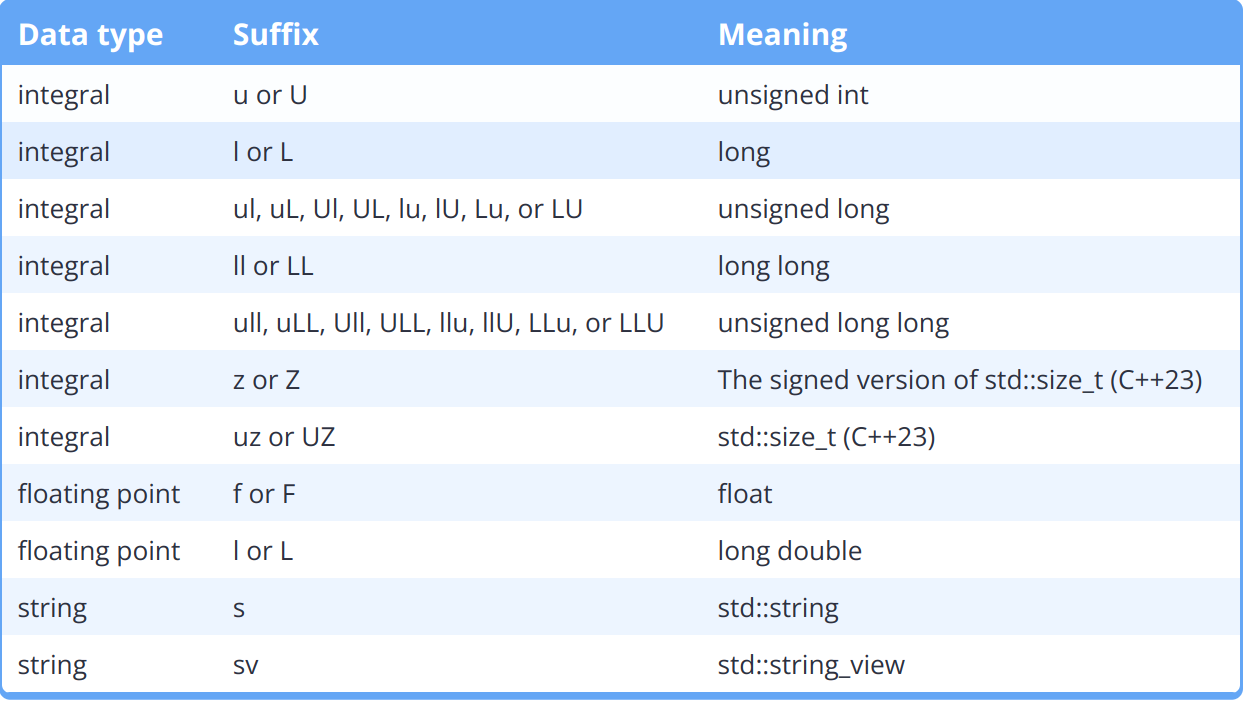 Data type Suffix Meaning
integral u or U unsigned int
integral l or L long
integral ul, uL, Ul, UL, lu, lU, Lu, or LU unsigned long
integral ll or LL long long
integral ull, uLL, Ull, ULL, llu, llU, LLu, or LLU unsigned long long
integral z or Z The signed version of std::size_t (C++23)
integral uz or UZ std::size_t (C++23)
floating point f or F float
floating point l or L long double
string s std::string
string sv std::string_view